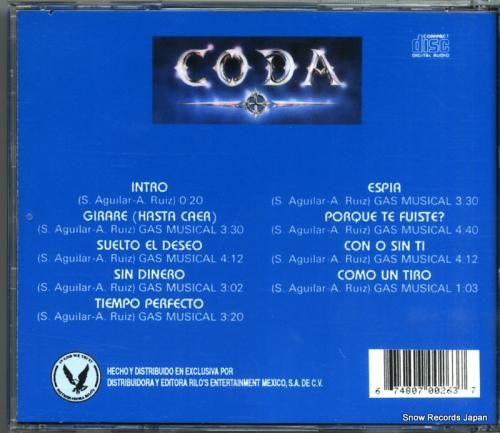 CODA
COMPACT
disc
DIGITAL AUDIO
INTRO
(S. Aguilar-A. Ruiz) 0:20
GIRARE (HASTA CAER)
(S. Aguilar-A. Ruiz) GAS MUSICAL 3:30
SUELTO EL DESEO
(S. Aguilar-A. Ruiz) GAS MUSICAL 4:12
SIN DINERO
(S. Aguilar-A. Ruiz) GAS MUSICAL 3:02
TIEMPO PERFECTO
(S. Aguilar-A. Ruiz) GAS MUSICAL 3:20
ESPIA
(S. Aguilar-A. Ruiz) GAS MUSICAL 3:30
PORQUE TE FUISTE?
(S. Aguilar-A. Ruiz) GAS MUSICAL 4:40
CON O SIN TI
(S. Aguilar-A. Ruiz) GAS MUSICAL 4:12
COMO UN TIRO
(S. Aguilar-A. Ruiz) GAS MUSICAL 1:03
IN GOD WE TRUST
HECHO Y DISTRIBUIDO EN EXCLUSIVA POR
DISTRIBUIDORA Y EDITORA RILO'S ENTERTAINMENT MEXICO, S.A. DE C.V.
6 74807 00263 7
Snow Records Japan